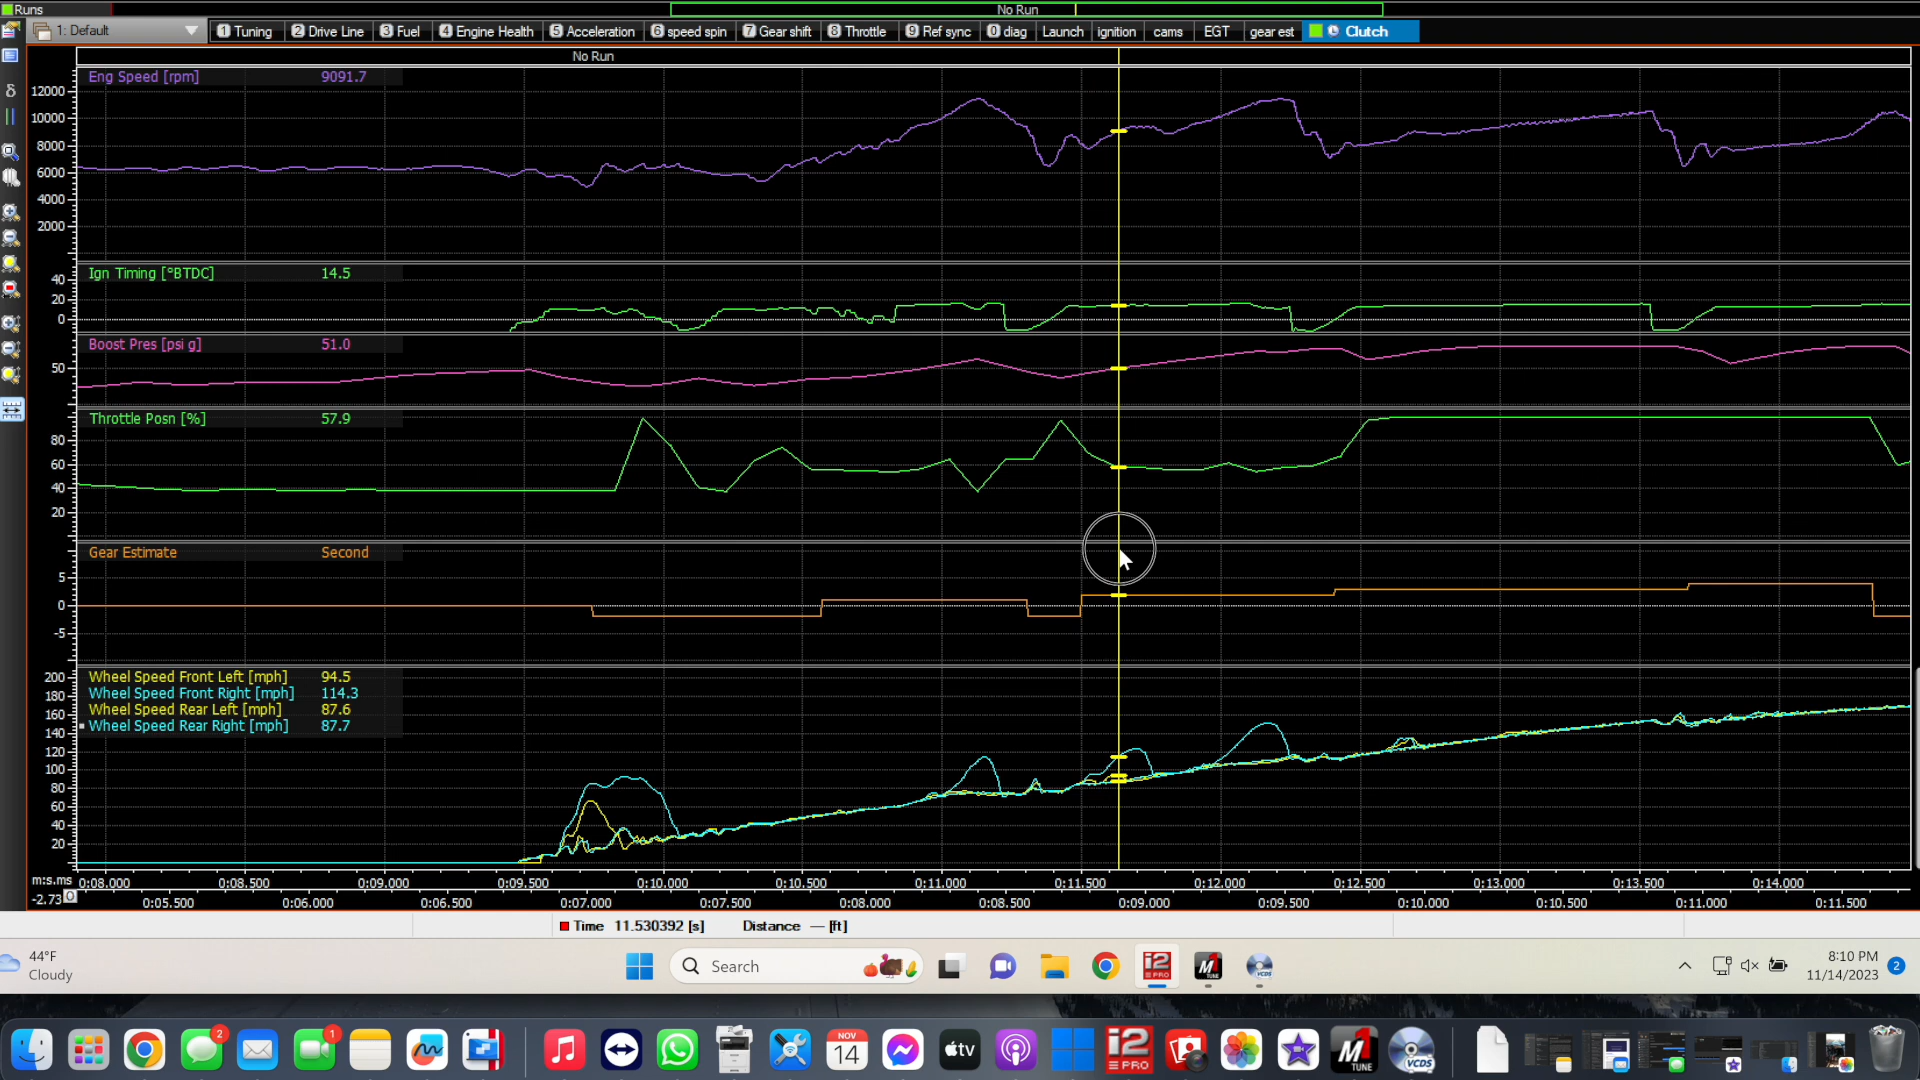 Runs
No Run
1: Default
1 Tuning
2 Drive Line
3 Fuel
4 Engine Health
5 Acceleration
6 speed spin
7 Gear shift
8 Throttle
9 Ref sync
0 diag
Launch
ignition
cams
EGT
gear est
Clutch
No Run
Eng Speed [rpm] 9091.7
12000
10000
8000
6000
4000
2000
Ign Timing [°BTDC] 14.5
40
20
0
Boost Pres [psi g] 51.0
50
Throttle Posn [%] 57.9
80
60
40
20
Gear Estimate Second
5
0
-5
Wheel Speed Front Left [mph] 94.5
Wheel Speed Front Right [mph] 114.3
Wheel Speed Rear Left [mph] 87.6
Wheel Speed Rear Right [mph] 87.7
200
180
160
140
120
100
80
60
40
20
m:s.ms 0:08.000 0:08.500 0:09.000 0:09.500 0:10.000 0:10.500 0:11.000 0:11.500 0:12.000 0:12.500 0:13.000 0:13.500 0:14.000
-2.73 0 0:05.500 0:06.000 0:06.500 0:07.000 0:07.500 0:08.000 0:08.500 0:09.000 0:09.500 0:10.000 0:10.500 0:11.000 0:11.500
Time 11.530392 [s] Distance — [ft]
44°F
Cloudy
Search
i2
PRO
M1
TUNE
VCDS
8:10 PM
11/14/2023
2
2
1
NOV
14
tv
i2
PRO
M1
TUNE
VCDS